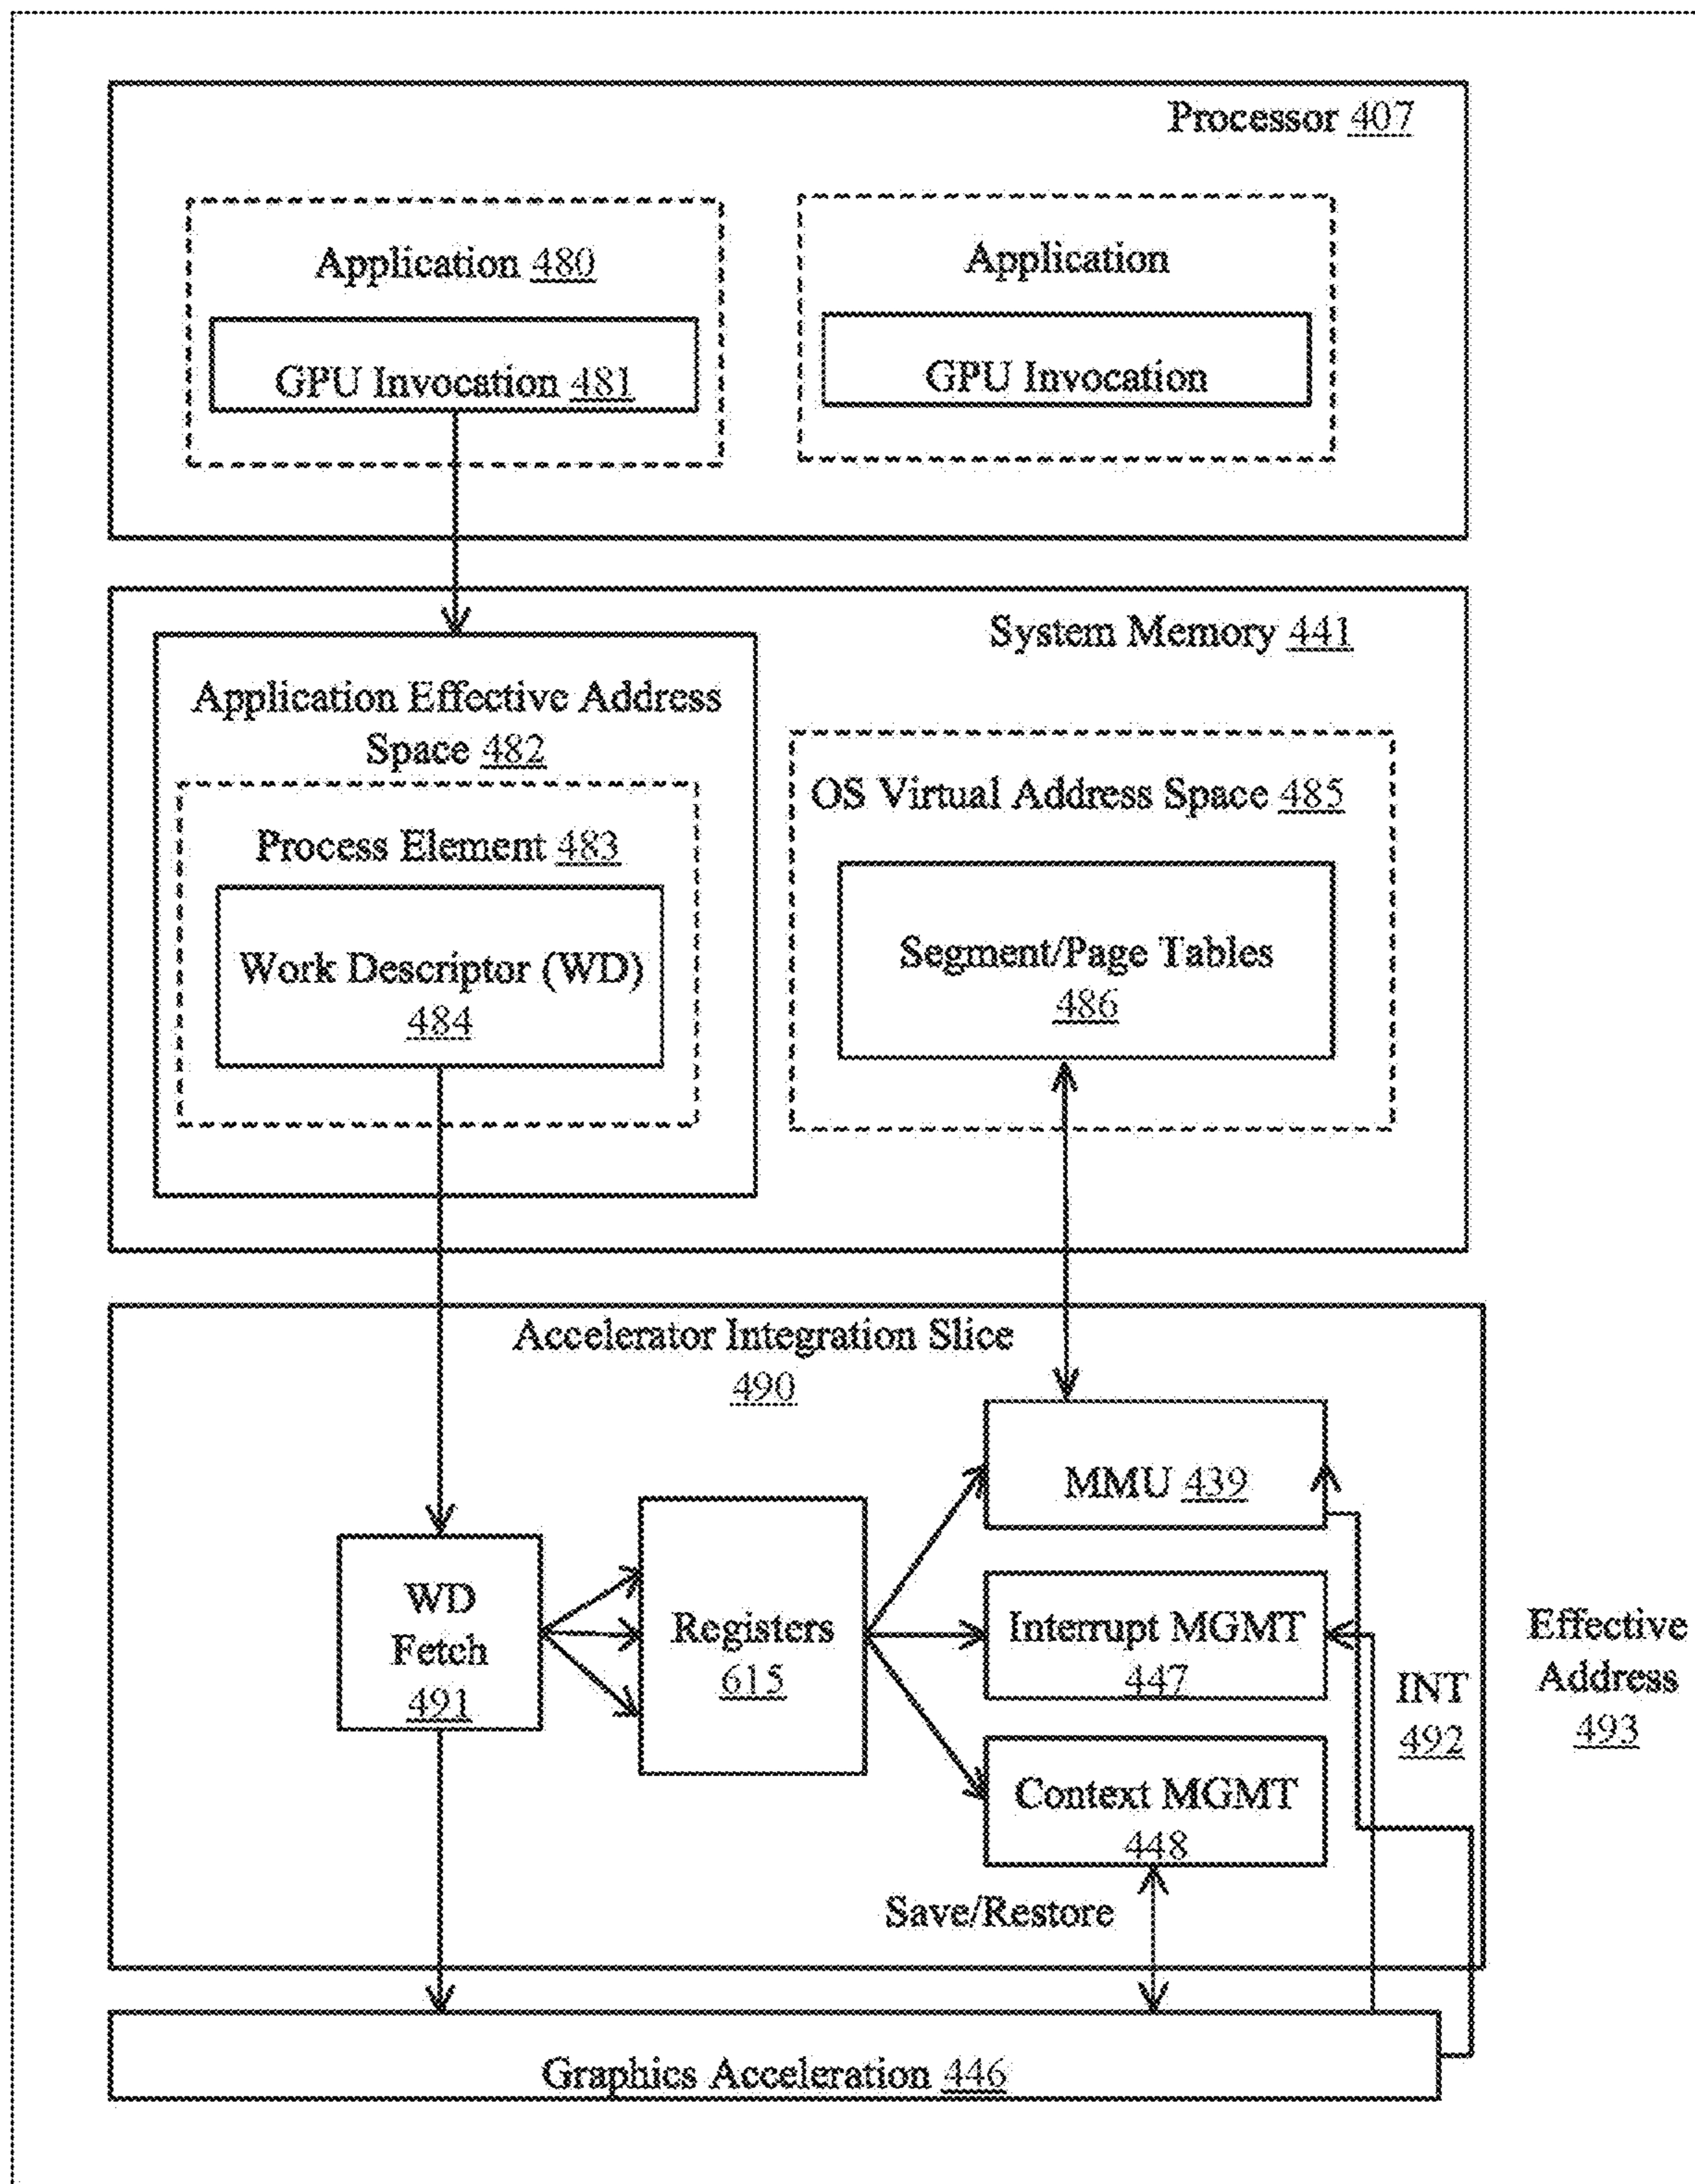 Processor 407
Application 480
Application
GPU Invocation 481
GPU Invocation
System Memory 441
Application Effective Address
Space 482
OS Virtual Address Space 485
Process Element 483
Segment/Page Tables
486
Work Descriptor (WD)
484
Accelerator Integration Slice
490
MMU 439
WD
Fetch
491
Registers
615
Interrupt MGMT
447
INT
492
Effective
Address
493
Context MGMT
448
Save/Restore
Graphics Acceleration 446